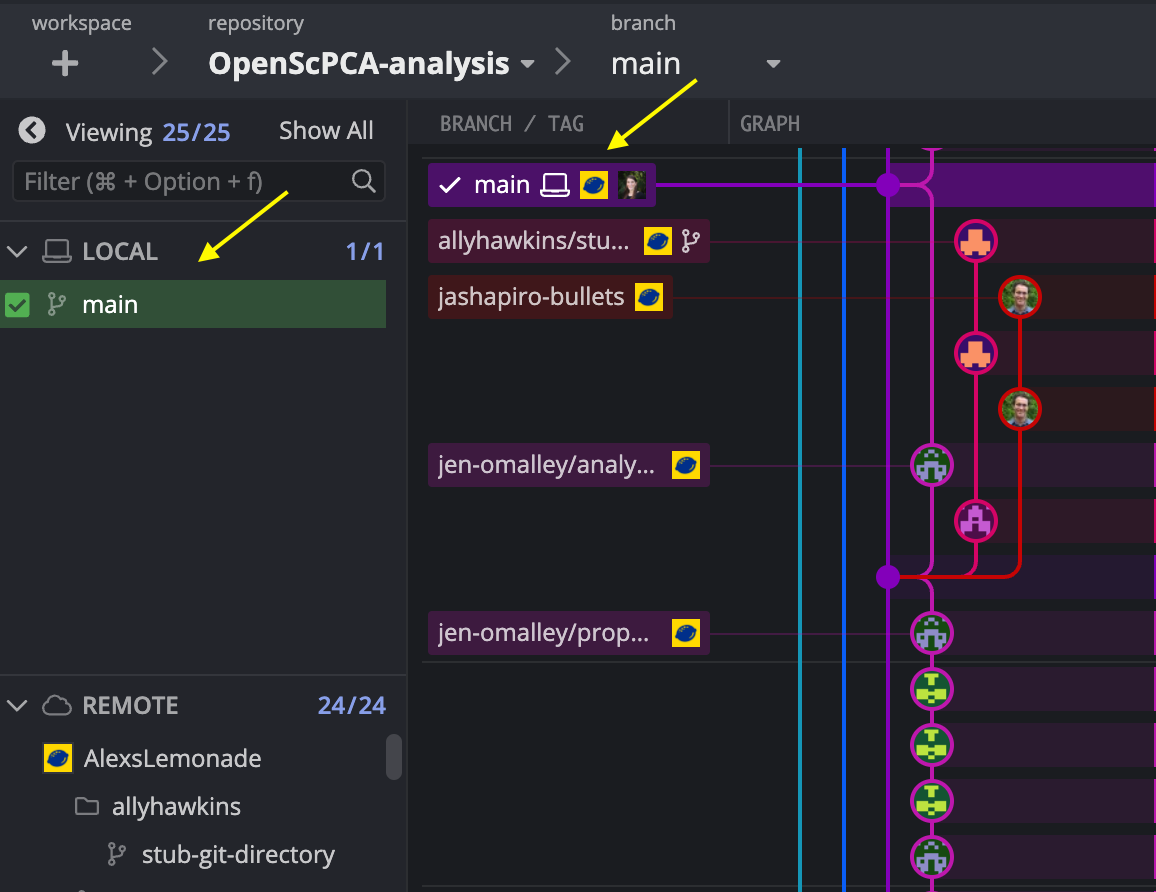 workspace
repository
branch
OpenScPCA-analysis
main
Viewing 25/25
Show All
Filter (⌘ + Option + f)
LOCAL
1/1
main
REMOTE
24/24
AlexsLemonade
allyhawkins
stub-git-directory
BRANCH / TAG
GRAPH
main
allyhawkins/stu...
jashapiro-bullets
jen-omalley/analy...
jen-omalley/prop...